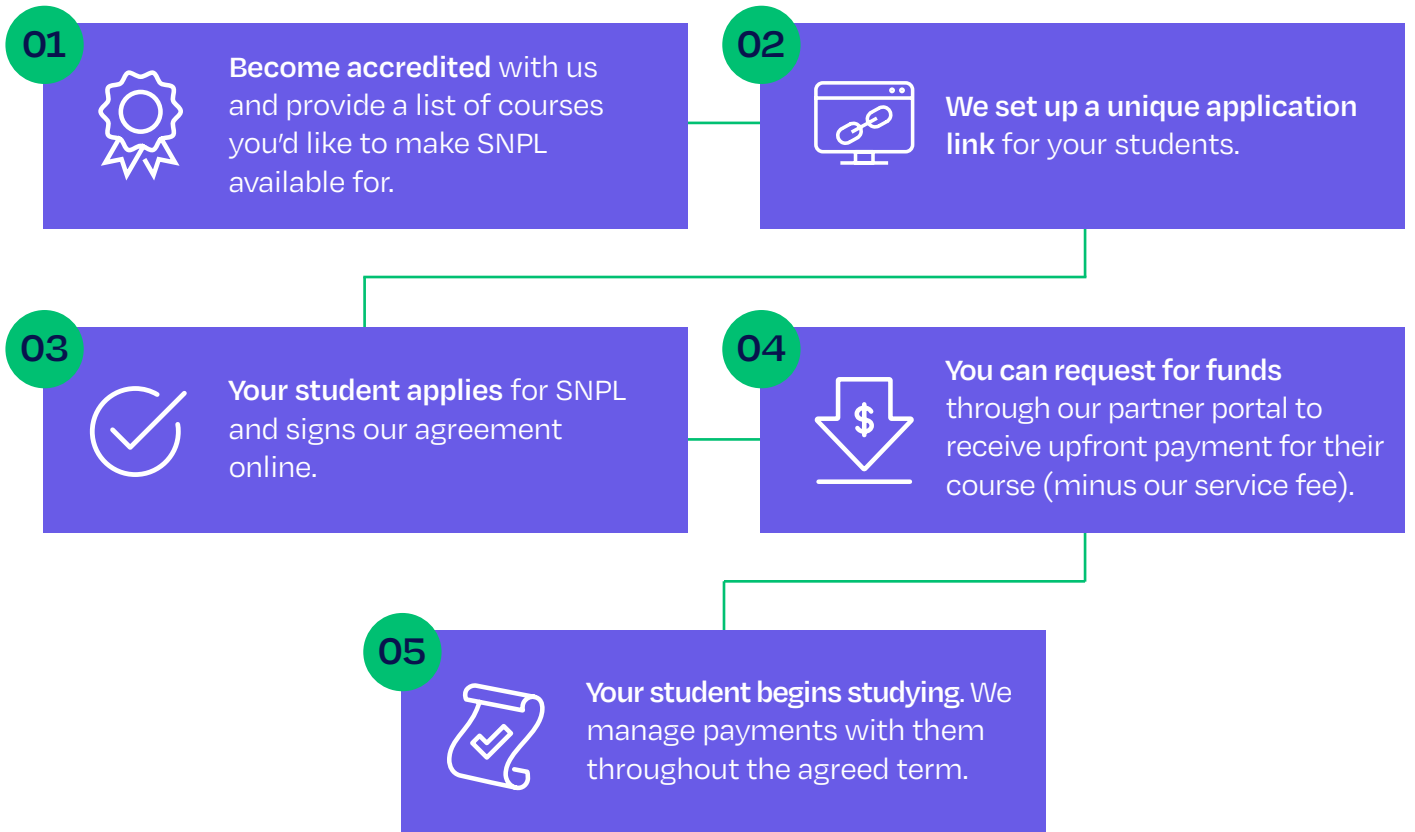 01
Become accredited with us
and provide a list of courses
you'd like to make SNPL
available for.
02
We set up a unique application
link for your students.
03
Your student applies for SNPL
and signs our agreement
online.
04
You can request for funds
through our partner portal to
receive upfront payment for their
course (minus our service fee).
$
05
Your student begins studying. We
manage payments with them
throughout the agreed term.